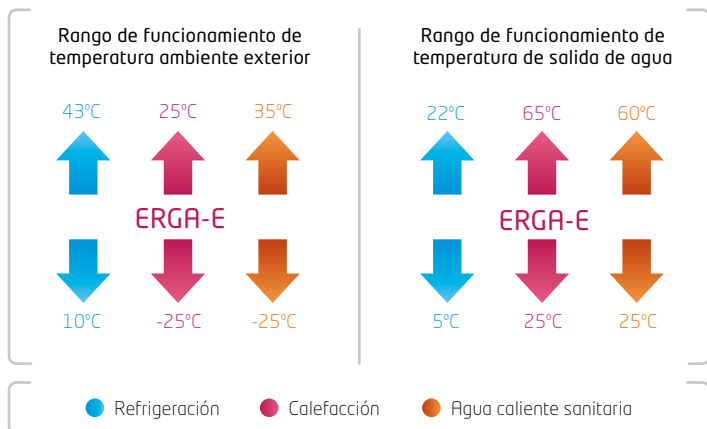 Rango de funcionamiento de
temperatura ambiente exterior
43ºC 25ºC 35ºC
ERGA-E
10ºC -25ºC -25ºC
Rango de funcionamiento de
temperatura de salida de agua
22ºC 65ºC 60ºC
ERGA-E
5ºC 25ºC 25ºC
Refrigeración Calefacción Agua caliente sanitaria